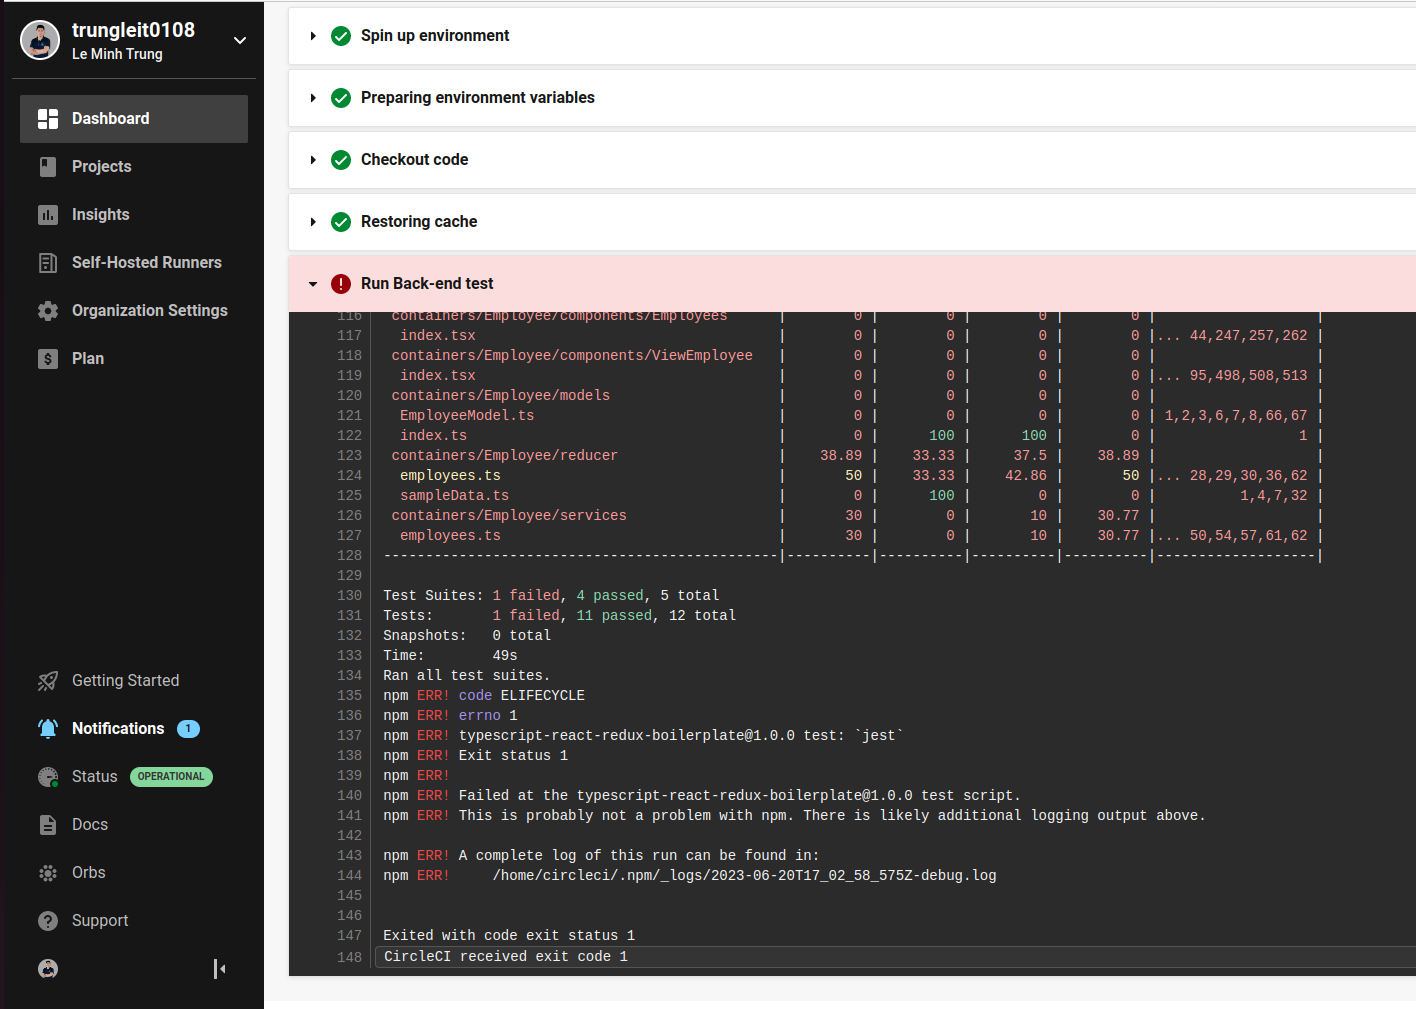 trungleit0108
Le Minh Trung
Dashboard
Projects
Insights
Self-Hosted Runners
Organization Settings
Plan
Getting Started
Notifications 1
Status OPERATIONAL
Docs
Orbs
Support
Spin up environment
Preparing environment variables
Checkout code
Restoring cache
Run Back-end test
116 containers/Employee/components/Employees | 0 | 0 | 0 | 0 | |
117 index.tsx | 0 | 0 | 0 | 0 |... 44,247,257,262 |
118 containers/Employee/components/ViewEmployee | 0 | 0 | 0 | 0 | |
119 index.tsx | 0 | 0 | 0 | 0 |... 95,498,508,513 |
120 containers/Employee/models | 0 | 0 | 0 | 0 | |
121 EmployeeModel.ts | 0 | 0 | 0 | 0 | 1,2,3,6,7,8,66,67 |
122 index.ts | 0 | 100 | 100 | 0 | 1 |
123 containers/Employee/reducer | 38.89 | 33.33 | 37.5 | 38.89 | |
124 employees.ts | 50 | 33.33 | 42.86 | 50 |... 28,29,30,36,62 |
125 sampleData.ts | 0 | 100 | 0 | 0 | 1,4,7,32 |
126 containers/Employee/services | 30 | 0 | 10 | 30.77 | |
127 employees.ts | 30 | 0 | 10 | 30.77 |... 50,54,57,61,62 |
128 -----------------------------------------------|----------|----------|----------|----------|-------------------|
129
130 Test Suites: 1 failed, 4 passed, 5 total
131 Tests: 1 failed, 11 passed, 12 total
132 Snapshots: 0 total
133 Time: 49s
134 Ran all test suites.
135 npm ERR! code ELIFECYCLE
136 npm ERR! errno 1
137 npm ERR! typescript-react-redux-boilerplate@1.0.0 test: `jest`
138 npm ERR! Exit status 1
139 npm ERR!
140 npm ERR! Failed at the typescript-react-redux-boilerplate@1.0.0 test script.
141 npm ERR! This is probably not a problem with npm. There is likely additional logging output above.
142
143 npm ERR! A complete log of this run can be found in:
144 npm ERR! /home/circleci/.npm/_logs/2023-06-20T17_02_58_575Z-debug.log
145
146
147 Exited with code exit status 1
148 CircleCI received exit code 1